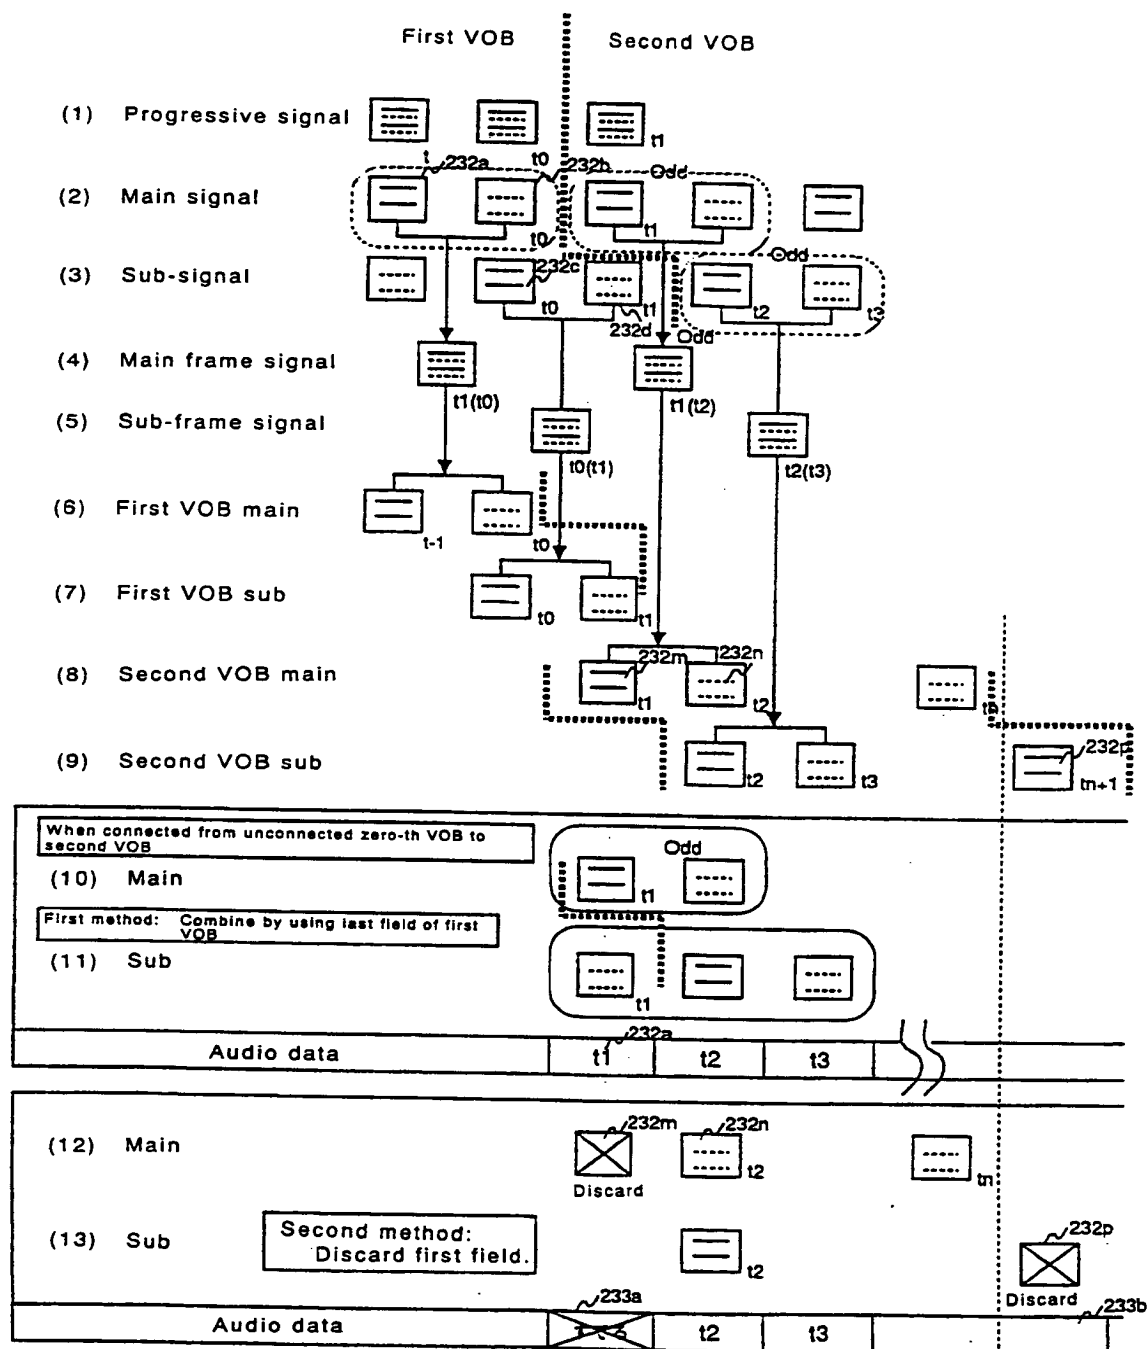 First VOB
Second VOB
(1) Progressive signal
t
t0
t1
232a
232b
Odd
(2) Main signal
t0
t1
Odd
(3) Sub-signal
232c
t0
t1
232d
t2
t3
Odd
(4) Main frame signal
t1(t0)
t1(t2)
(5) Sub-frame signal
t0(t1)
t2(t3)
(6) First VOB main
t-1
t0
(7) First VOB sub
t0
t1
(8) Second VOB main
232m
232n
t1
t2
(9) Second VOB sub
t2
t3
232p
tn+1
When connected from unconnected zero-th VOB to
second VOB
(10) Main
Odd
t1
First method: Combine by using last field of first
VOB
(11) Sub
t1
232a
Audio data
t1
t2
t3
(12) Main
232m
232n
Discard
t2
tn
(13) Sub
Second method:
Discard first field.
t2
232p
Discard
233a
233b
Audio data
t2
t3